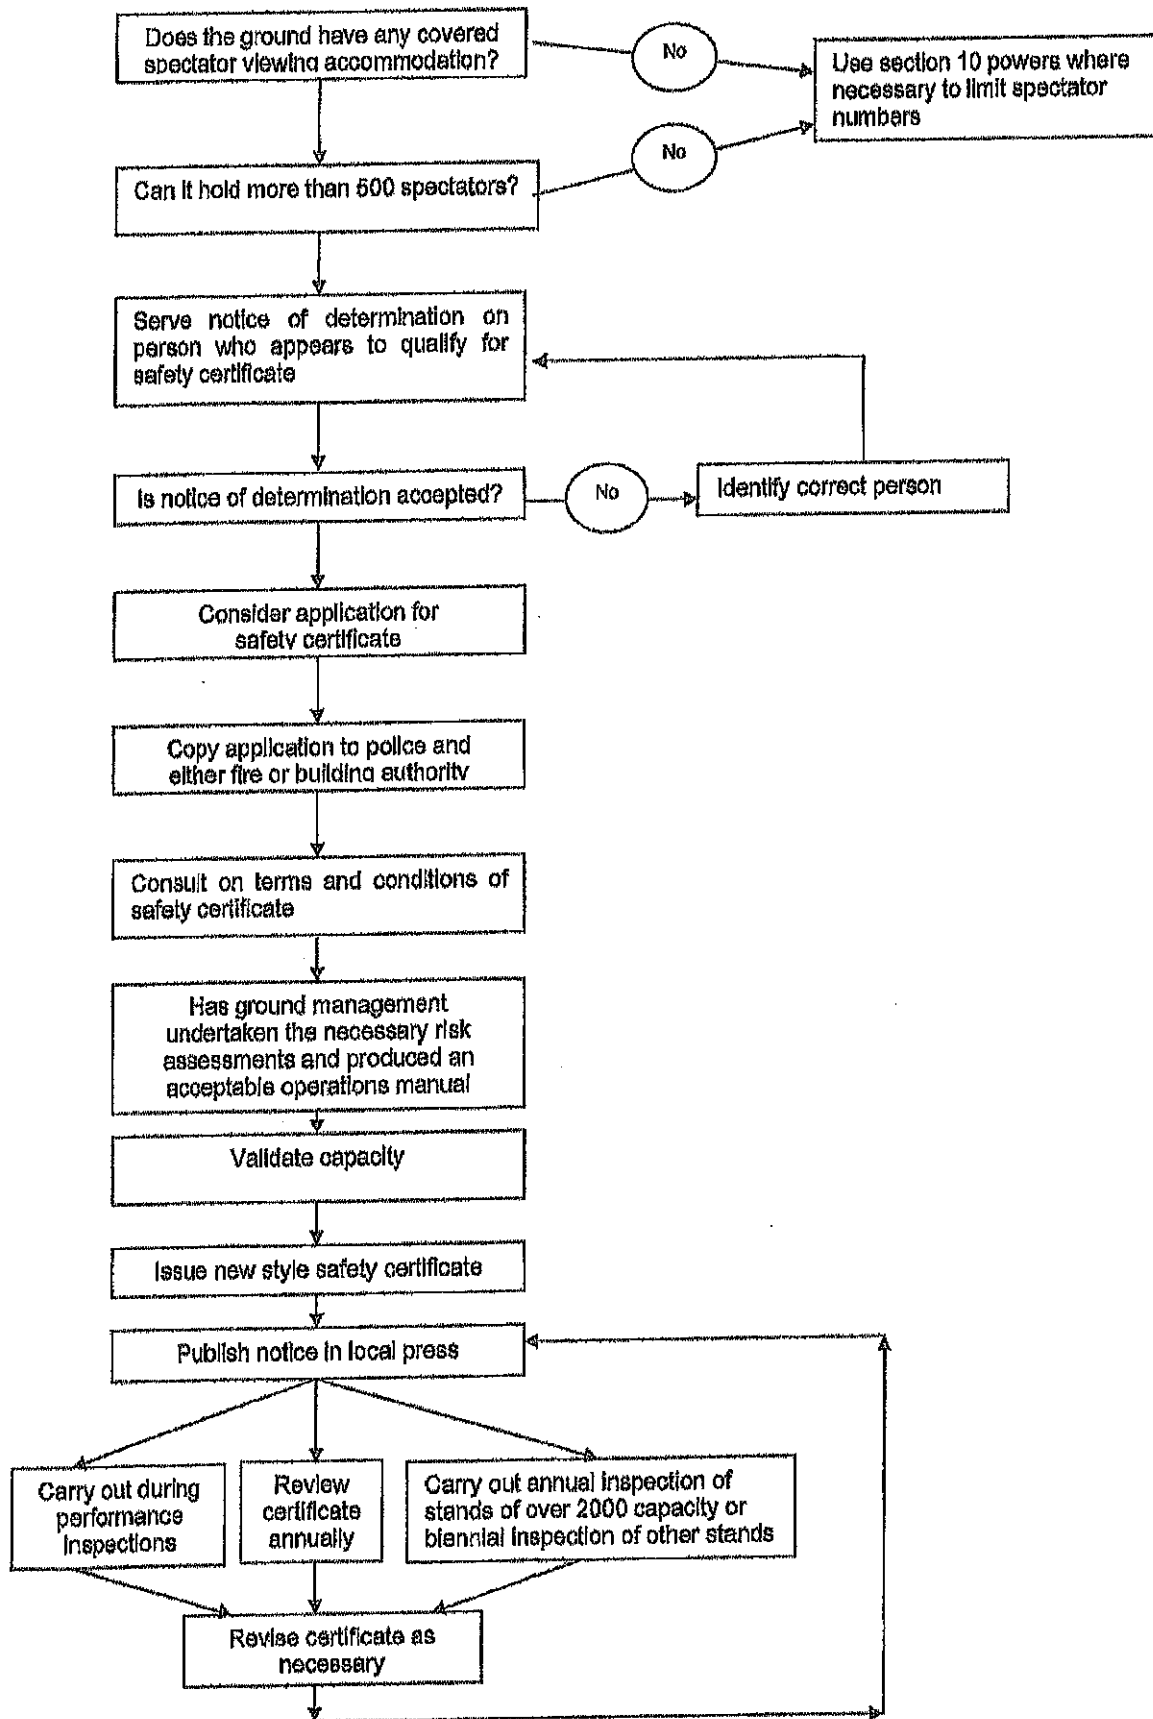 Does the ground have any covered
spectator viewing accommodation?
No
Use section 10 powers where
necessary to limit spectator
numbers
No
Can it hold more than 500 spectators?
Serve notice of determination on
person who appears to qualify for
safety certificate
Is notice of determination accepted?
No
Identify correct person
Consider application for
safety certificate
Copy application to police and
either fire or building authority
Consult on terms and conditions of
safety certificate
Has ground management
undertaken the necessary risk
assessments and produced an
acceptable operations manual
Validate capacity
Issue new style safety certificate
Publish notice in local press
Carry out during
performance
inspections
Review
certificate
annually
Carry out annual inspection of
stands of over 2000 capacity or
biennial inspection of other stands
Revise certificate as
necessary